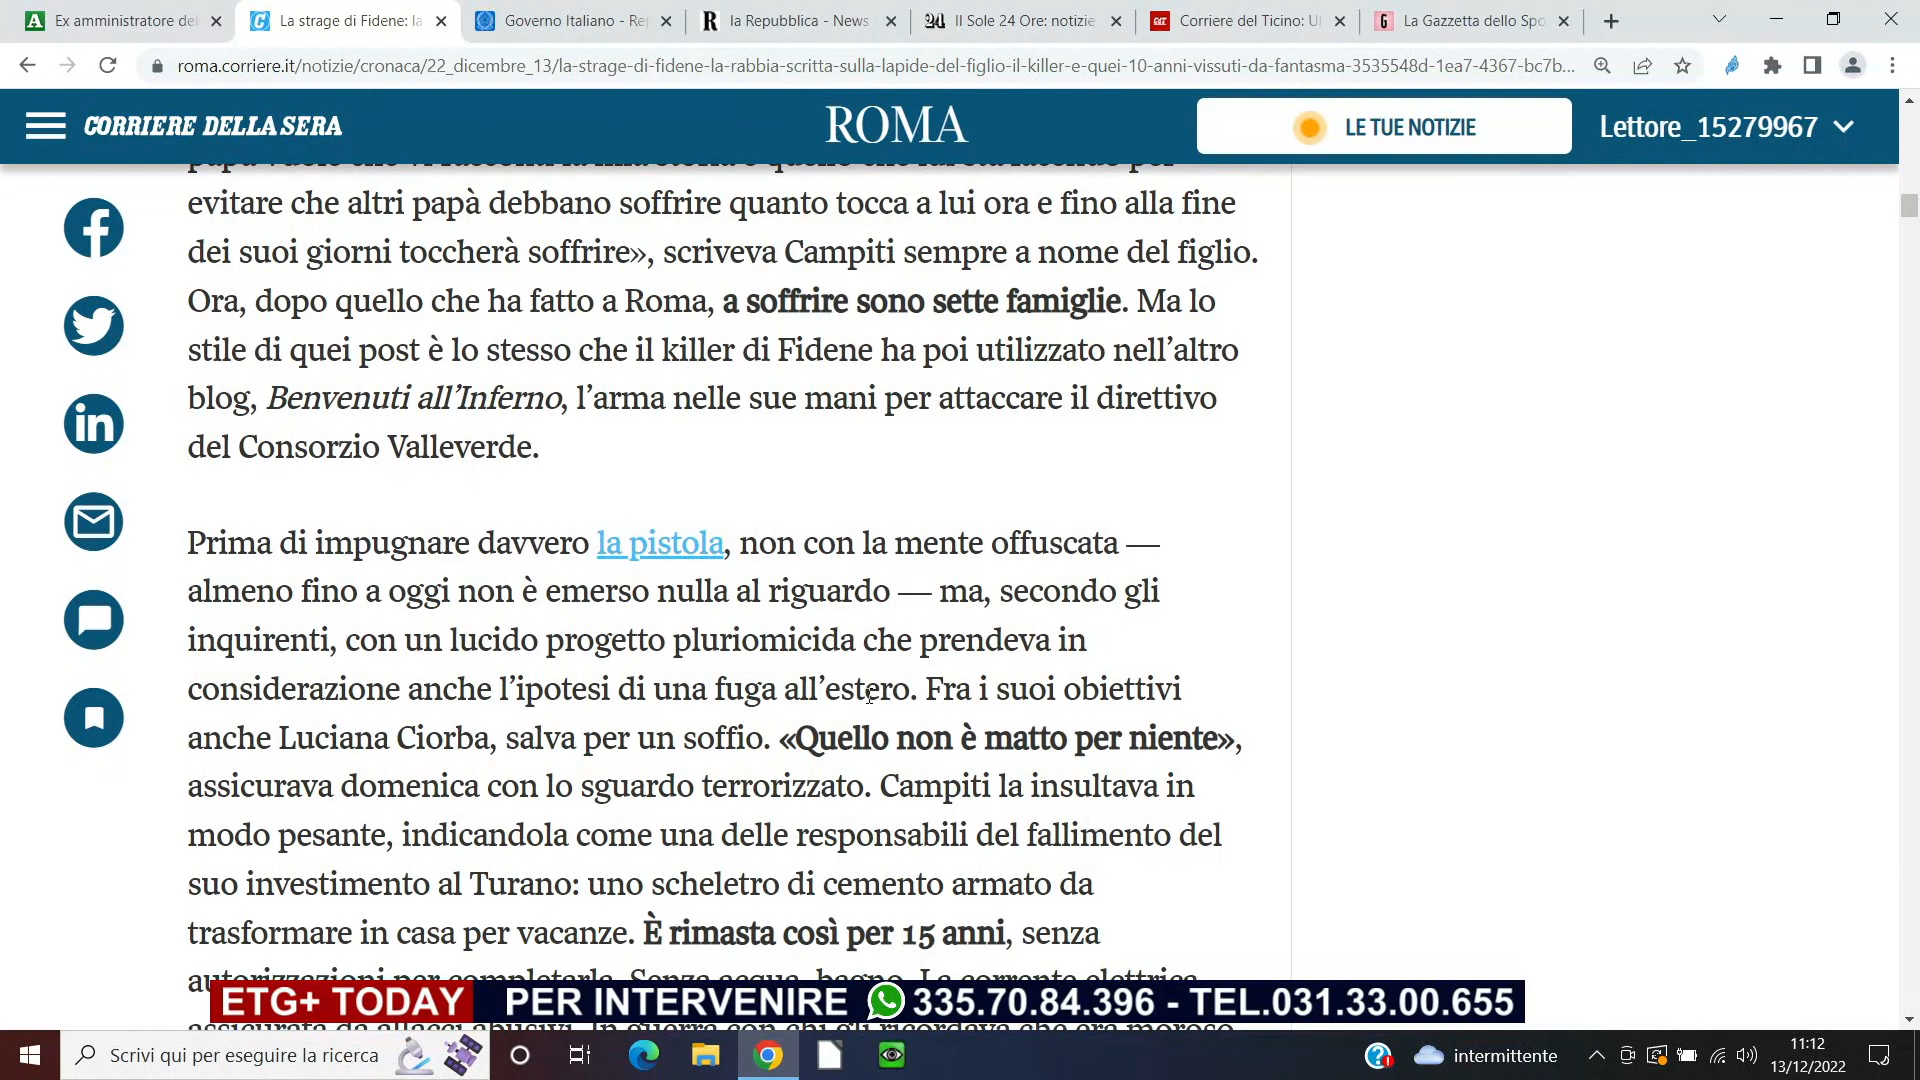 Ex amministratore del
La strage di Fidene: la
Governo Italiano - Re
la Repubblica - News
Il Sole 24 Ore: notizie
Corriere del Ticino: Ul
La Gazzetta dello Spo
roma.corriere.it/notizie/cronaca/22_dicembre_13/la-strage-di-fidene-la-rabbia-scritta-sulla-lapide-del-figlio-il-killer-e-quei-10-anni-vissuti-da-fantasma-3535548d-1ea7-4367-bc7b...
CORRIERE DELLA SERA
ROMA
LE TUE NOTIZIE
Lettore_15279967
evitare che altri papà debbano soffrire quanto tocca a lui ora e fino alla fine
dei suoi giorni toccherà soffrire», scriveva Campiti sempre a nome del figlio.
Ora, dopo quello che ha fatto a Roma, a soffrire sono sette famiglie. Ma lo
stile di quei post è lo stesso che il killer di Fidene ha poi utilizzato nell’altro
blog, Benvenuti all’Inferno, l’arma nelle sue mani per attaccare il direttivo
del Consorzio Valleverde.
Prima di impugnare davvero la pistola, non con la mente offuscata —
almeno fino a oggi non è emerso nulla al riguardo — ma, secondo gli
inquirenti, con un lucido progetto pluriomicida che prendeva in
considerazione anche l’ipotesi di una fuga all’estero. Fra i suoi obiettivi
anche Luciana Ciorba, salva per un soffio. «Quello non è matto per niente»,
assicurava domenica con lo sguardo terrorizzato. Campiti la insultava in
modo pesante, indicandola come una delle responsabili del fallimento del
suo investimento al Turano: uno scheletro di cemento armato da
trasformare in casa per vacanze. È rimasta così per 15 anni, senza
autorizzazioni per completarla. Senza acqua, bagno. La corrente elettrica
ETG+ TODAY PER INTERVENIRE 335.70.84.396 - TEL.031.33.00.655
Scrivi qui per eseguire la ricerca
intermittente
11:12
13/12/2022